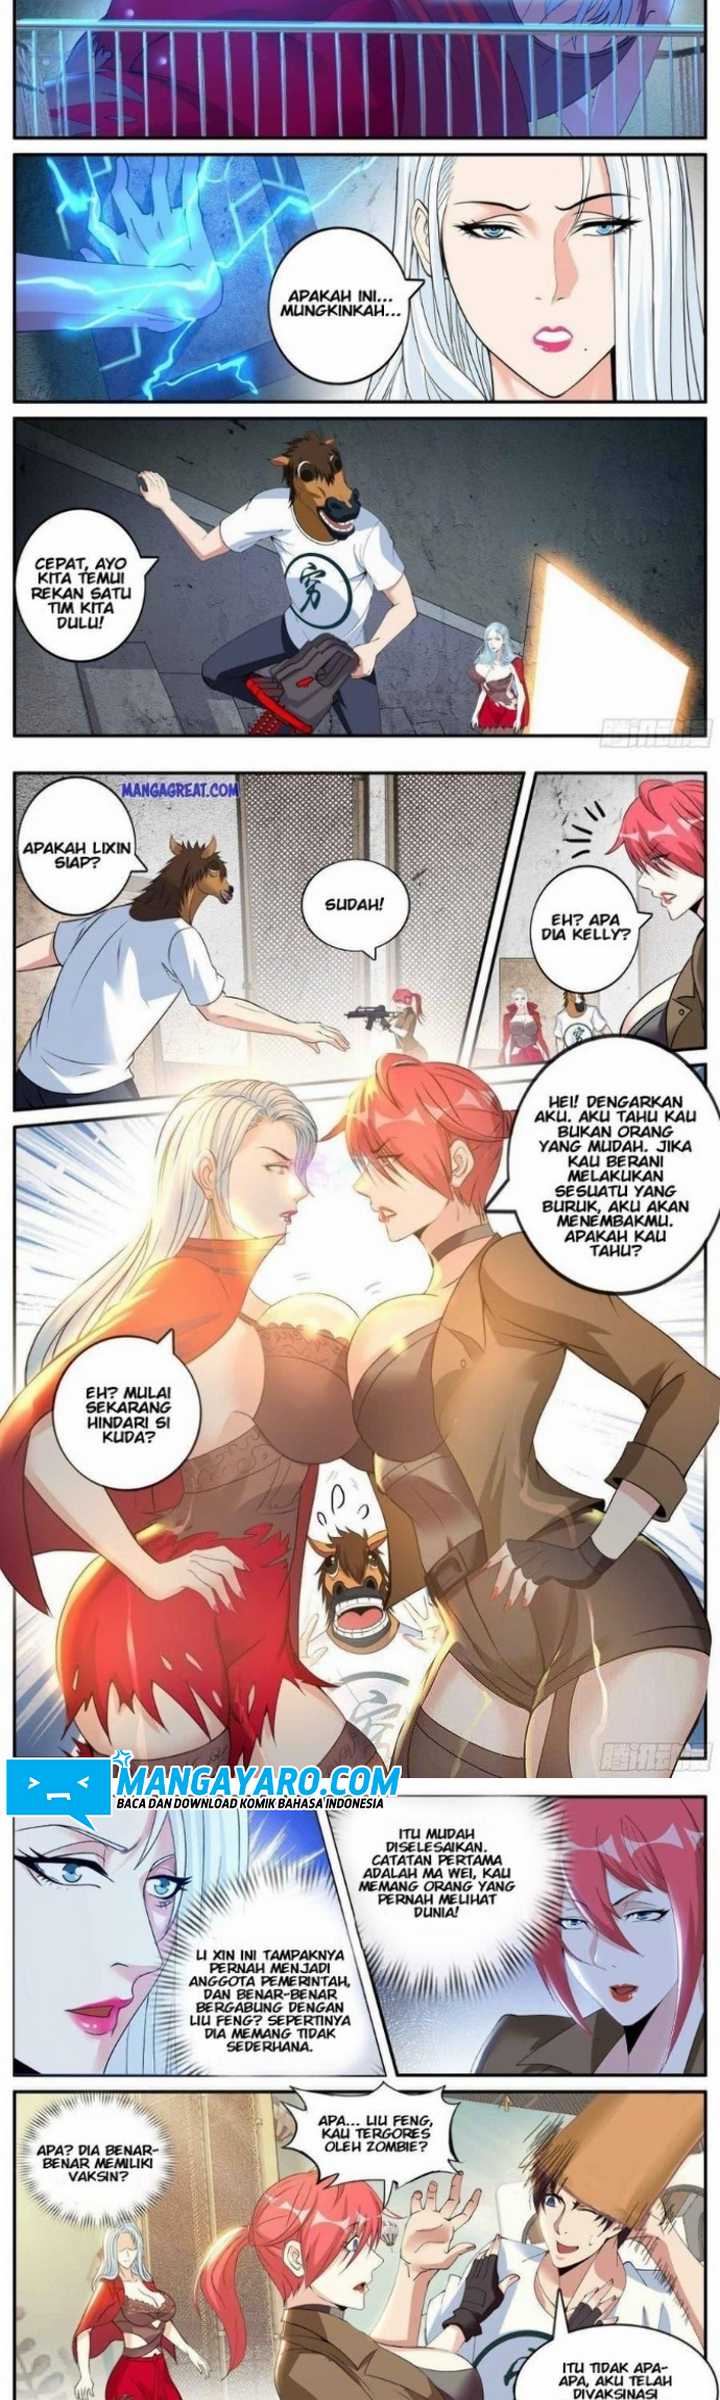 APAKAH INI...
MUNGKINKAH...
CEPAT, AYO
KITA TEMUI
REKAN SATU
TIM KITA
DULU!
穷
MANGAGREAT.COM
APAKAH LIXIN
SIAP?
SUDAH!
EH? APA
DIA KELLY?
HEI! DENGARKAN
AKU. AKU TAHU KAU
BUKAN ORANG
YANG MUDAH. JIKA
KAU BERANI
MELAKUKAN
SESUATU YANG
BURUK, AKU AKAN
MENEMBAKMU.
APAKAH KAU
TAHU?
EH? MULAI
SEKARANG
HINDARI SI
KUDA?
MANGAYARO.COM
BACA DAN DOWNLOAD KOMIK BAHASA INDONESIA
ITU MUDAH
DISELESAIKAN.
CATATAN PERTAMA
ADALAH MA WEI, KAU
MEMANG ORANG YANG
PERNAH MELIHAT
DUNIA!
LI XIN INI TAMPAKNYA
PERNAH MENJADI
ANGGOTA PEMERINTAH,
DAN BENAR-BENAR
BERGABUNG DENGAN
LIU FENG? SEPERTINYA
DIA MEMANG TIDAK
SEDERHANA.
APA? DIA BENAR-
BENAR MEMILIKI
VAKSIN?
APA... LIU FENG,
KAU TERGORES
OLEH ZOMBIE?
ITU TIDAK APA-
APA, AKU TELAH
DIVAKSINASI